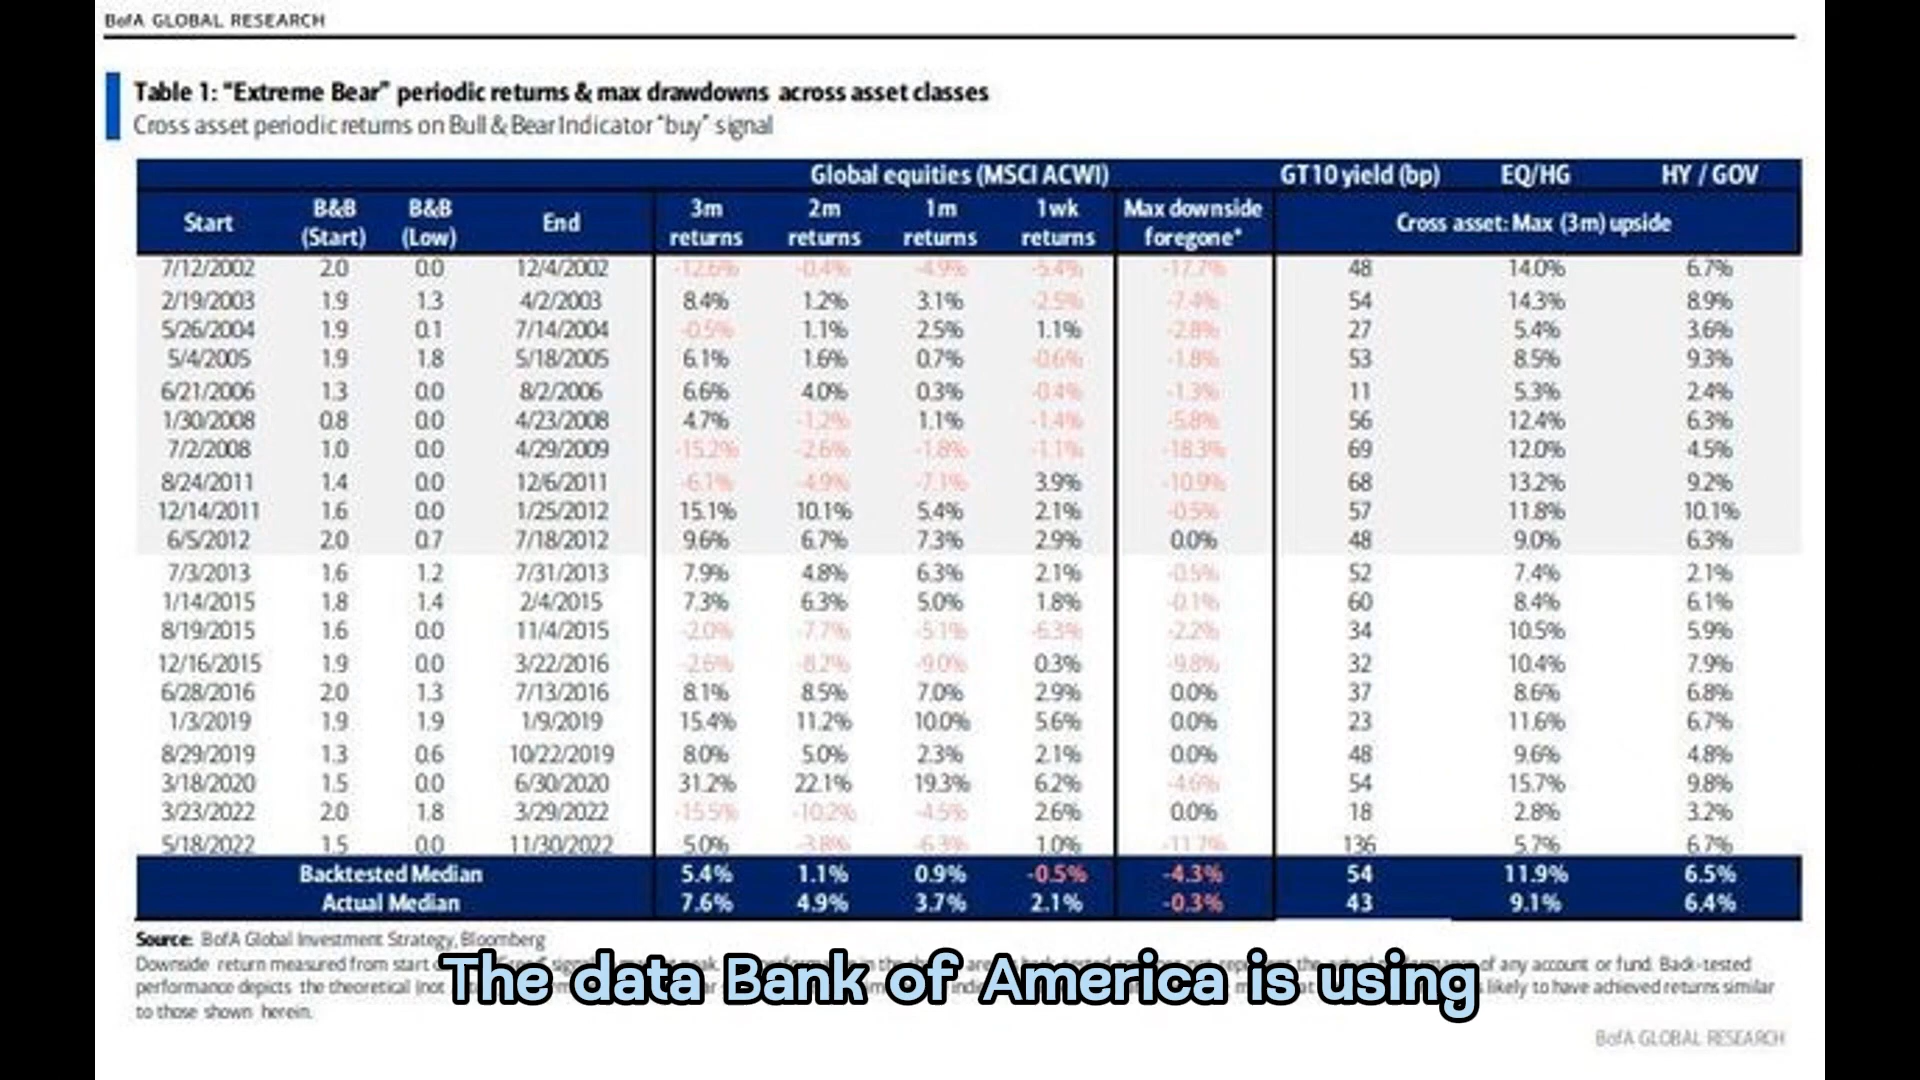 BofA GLOBAL RESEARCH
Table 1: "Extreme Bear" periodic returns & max drawdowns across asset classes
Cross asset periodic returns on Bull & Bear Indicator "buy" signal
Global equities (MSCI ACWI) GT10 yield (bp) EQ/HG HY / GOV
Start B&B (Start) B&B (Low) End 3m returns 2m returns 1m returns 1wk returns Max downside foregone* Cross asset: Max (3m) upside
7/12/2002 2.0 0.0 12/4/2002 -12.6% -0.4% -4.9% -5.4% -17.7% 48 14.0% 6.7%
2/19/2003 1.9 1.3 4/2/2003 8.4% 1.2% 3.1% -2.5% -7.4% 54 14.3% 8.9%
5/26/2004 1.9 0.1 7/14/2004 -0.5% 1.1% 2.5% 1.1% -2.8% 27 5.4% 3.6%
5/4/2005 1.9 1.8 5/18/2005 6.1% 1.6% 0.7% -0.6% -1.8% 53 8.5% 9.3%
6/21/2006 1.3 0.0 8/2/2006 6.6% 4.0% 0.3% -0.4% -1.3% 11 5.3% 2.4%
1/30/2008 0.8 0.0 4/23/2008 4.7% -1.2% 1.1% -1.4% -5.8% 56 12.4% 6.3%
7/2/2008 1.0 0.0 4/29/2009 -15.2% -2.6% -1.8% -1.1% -18.3% 69 12.0% 4.5%
8/24/2011 1.4 0.0 12/6/2011 -6.1% -4.9% -7.1% 3.9% -10.9% 68 13.2% 9.2%
12/14/2011 1.6 0.0 1/25/2012 15.1% 10.1% 5.4% 2.1% -0.5% 57 11.8% 10.1%
6/5/2012 2.0 0.7 7/18/2012 9.6% 6.7% 7.3% 2.9% 0.0% 48 9.0% 6.3%
7/3/2013 1.6 1.2 7/31/2013 7.9% 4.8% 6.3% 2.1% -0.5% 52 7.4% 2.1%
1/14/2015 1.8 1.4 2/4/2015 7.3% 6.3% 5.0% 1.8% -0.1% 60 8.4% 6.1%
8/19/2015 1.6 0.0 11/4/2015 -2.0% -7.7% -5.1% -6.3% -2.2% 34 10.5% 5.9%
12/16/2015 1.9 0.0 3/22/2016 -2.6% -8.2% -9.0% 0.3% -9.8% 32 10.4% 7.9%
6/28/2016 2.0 1.3 7/13/2016 8.1% 8.5% 7.0% 2.9% 0.0% 37 8.6% 6.8%
1/3/2019 1.9 1.9 1/9/2019 15.4% 11.2% 10.0% 5.6% 0.0% 23 11.6% 6.7%
8/29/2019 1.3 0.6 10/22/2019 8.0% 5.0% 2.3% 2.1% 0.0% 48 9.6% 4.8%
3/18/2020 1.5 0.0 6/30/2020 31.2% 22.1% 19.3% 6.2% -4.6% 54 15.7% 9.8%
3/23/2022 2.0 1.8 3/29/2022 -15.5% -10.2% -4.5% 2.6% 0.0% 18 2.8% 3.2%
5/18/2022 1.5 0.0 11/30/2022 5.0% -3.8% -6.3% 1.0% -11.7% 136 5.7% 6.7%
Backtested Median 5.4% 1.1% 0.9% -0.5% -4.3% 54 11.9% 6.5%
Actual Median 7.6% 4.9% 3.7% 2.1% -0.3% 43 9.1% 6.4%
Source: BofA Global Investment Strategy, Bloomberg
Downside return measured from start of any account or fund. Back-tested
performance depicts the theoretical (not likely to have achieved returns similar
to those shown herein.
The data Bank of America is using
BofA GLOBAL RESEARCH